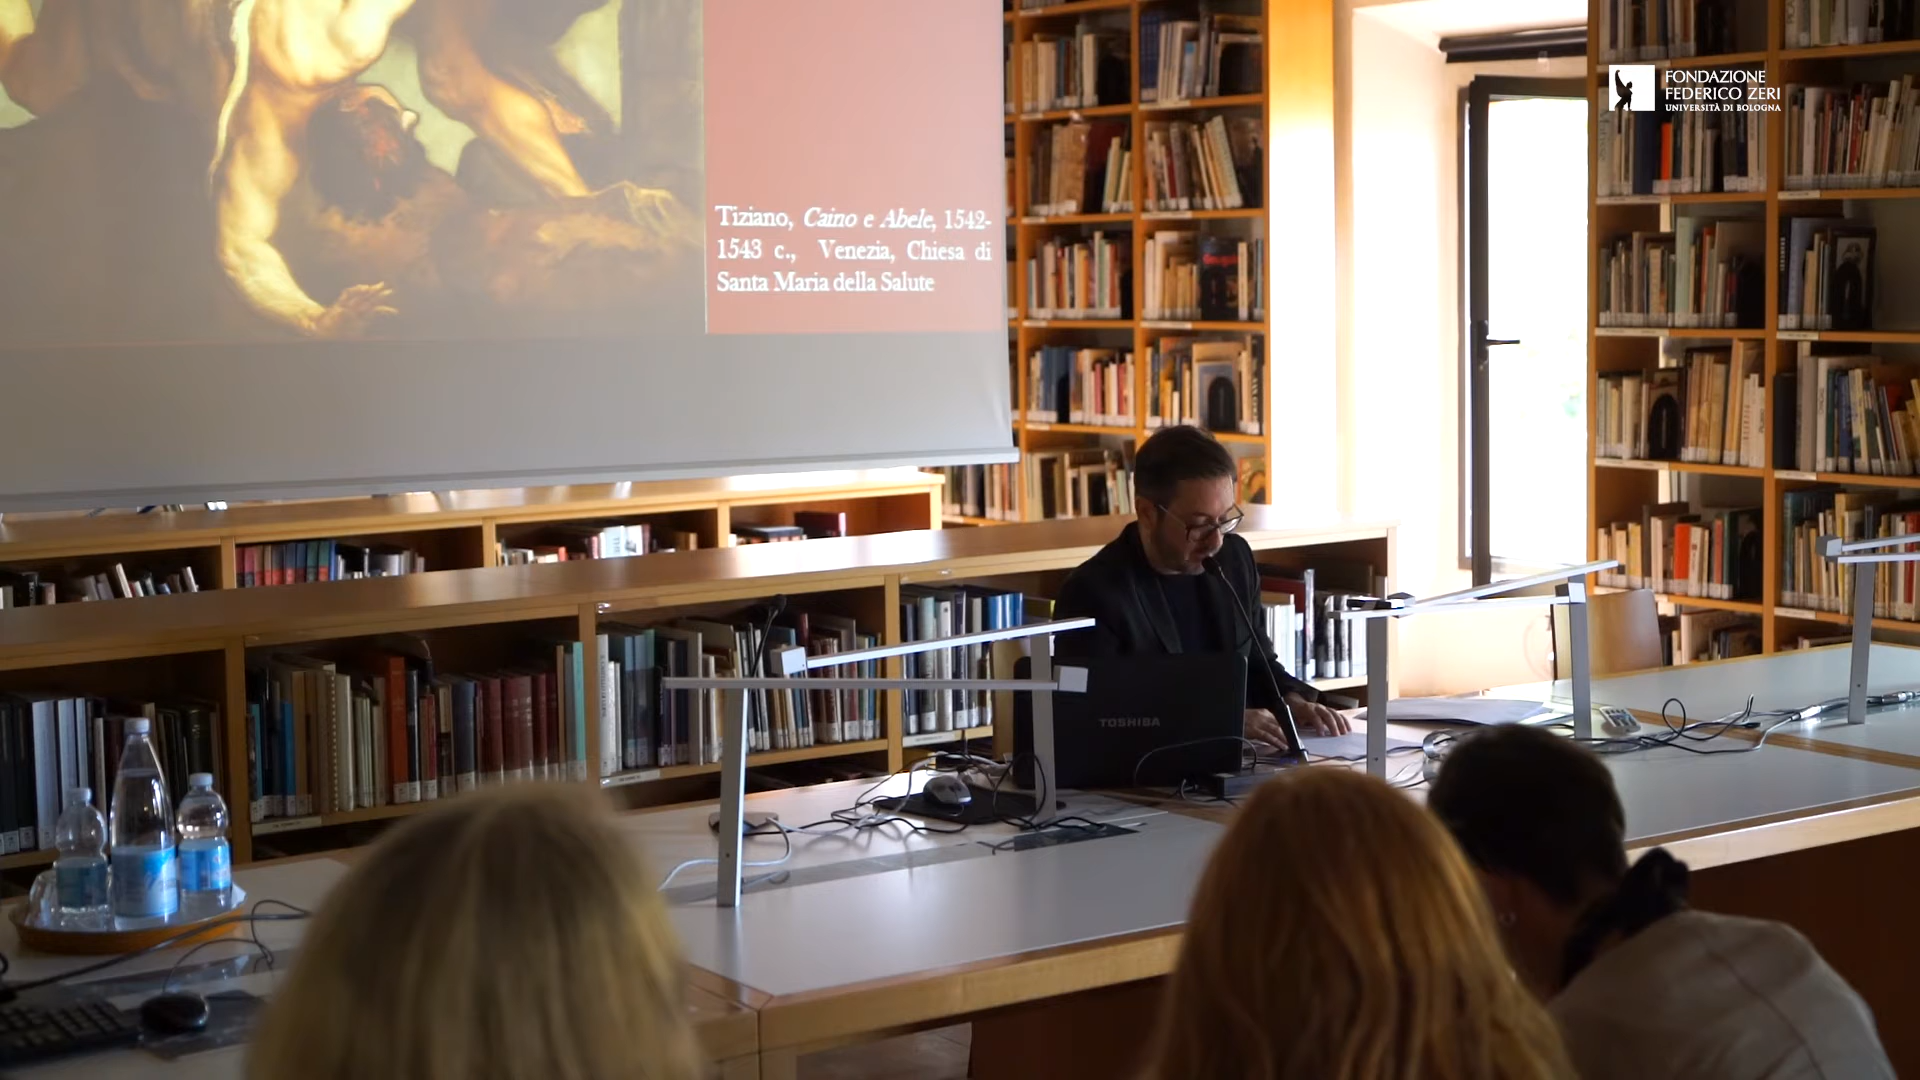 FONDAZIONE
FEDERICO ZERI
UNIVERSITÀ DI BOLOGNA
Tiziano, Caino e Abele, 1542-
1543 c., Venezia, Chiesa di
Santa Maria della Salute
TOSHIBA